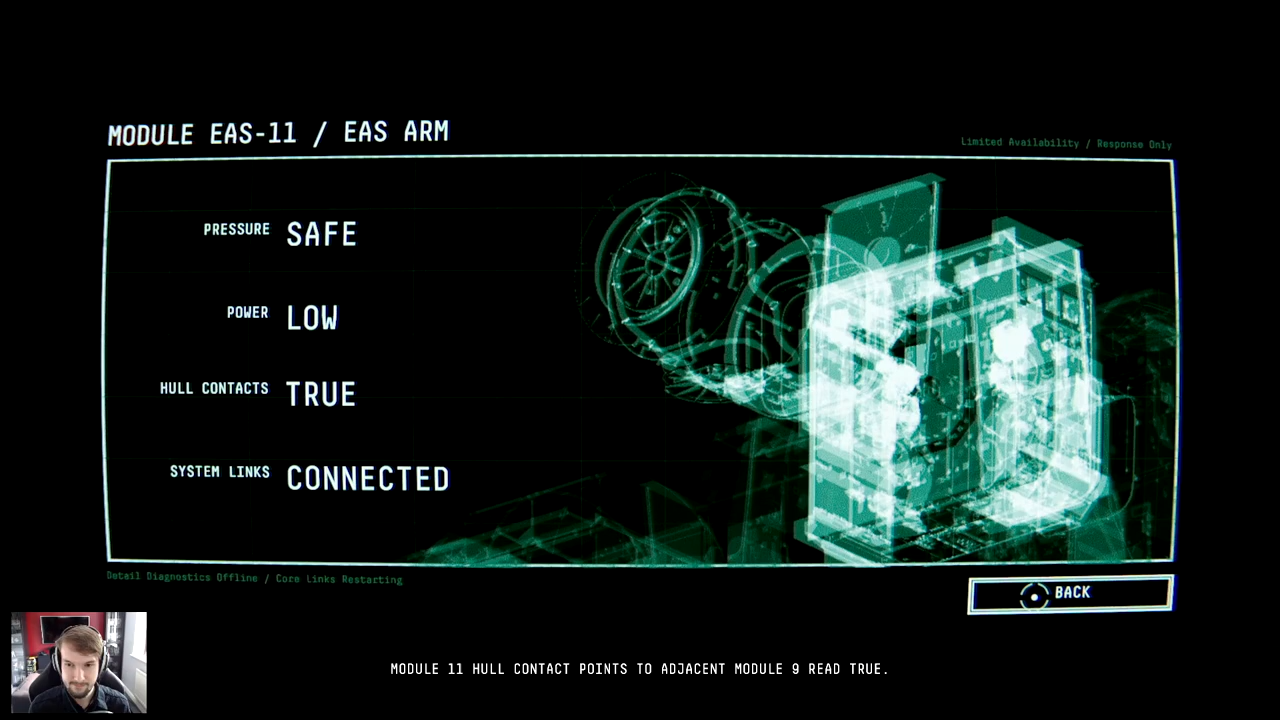 MODULE EAS-11 / EAS ARM
Limited Availability / Response Only
PRESSURE SAFE
POWER LOW
HULL CONTACTS TRUE
SYSTEM LINKS CONNECTED
Detail Diagnostics Offline / Core Links Restarting
BACK
MODULE 11 HULL CONTACT POINTS TO ADJACENT MODULE 9 READ TRUE.